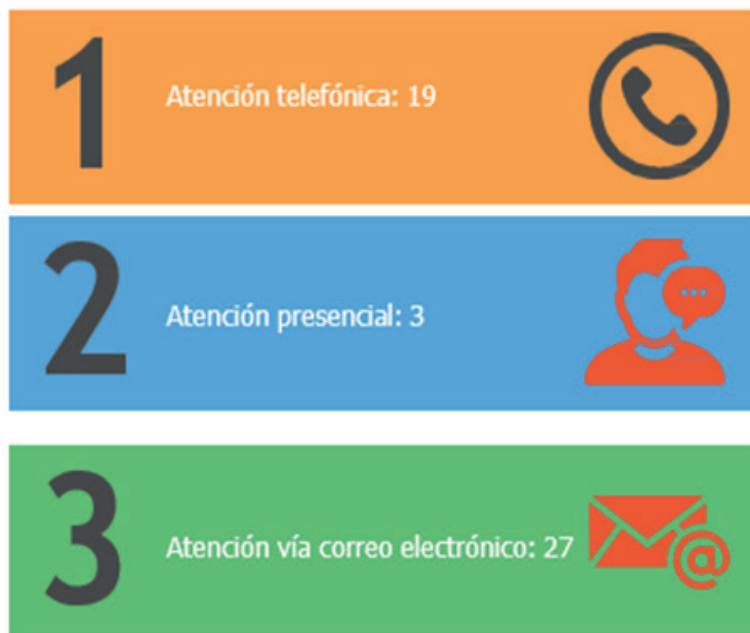 1
Atención telefónica: 19
2
Atención presencial: 3
3
Atención vía correo electrónico: 27
@